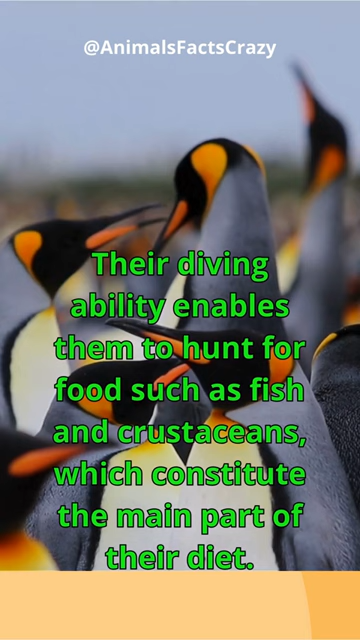 @AnimalsFactsCrazy
Their diving
ability enables
them to hunt for
food such as fish
and crustaceans,
which constitute
the main part of
their diet.